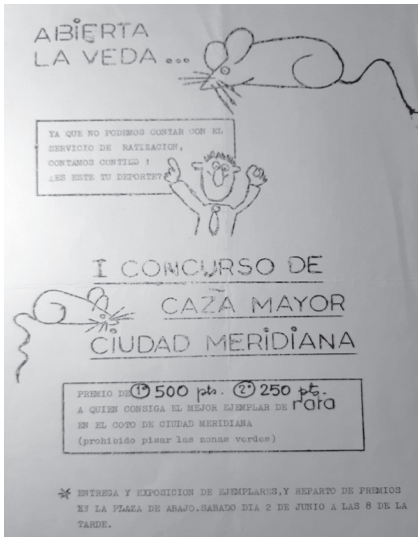 ABIERTA
LA VEDA ...
YA QUE NO PODEMOS CONTAR CON EL
SERVICIO DE RATIZACION,
CONTAMOS CONTIGO !
¿ES ESTE TU DEPORTE?
I CONCURSO DE
CAZA MAYOR
CIUDAD MERIDIANA
PREMIO DE 1º 500 pts. 2º 250 pt.
A QUIEN CONSIGA EL MEJOR EJEMPLAR DE rata
EN EL COTO DE CIUDAD MERIDIANA
(prohibido pisar las zonas verdes)
* ENTREGA Y EXPOSICION DE EJEMPLARES,Y REPARTO DE PREMIOS
EN LA PLAZA DE ABAJO.SABADO DIA 2 DE JUNIO A LAS 8 DE LA
TARDE.